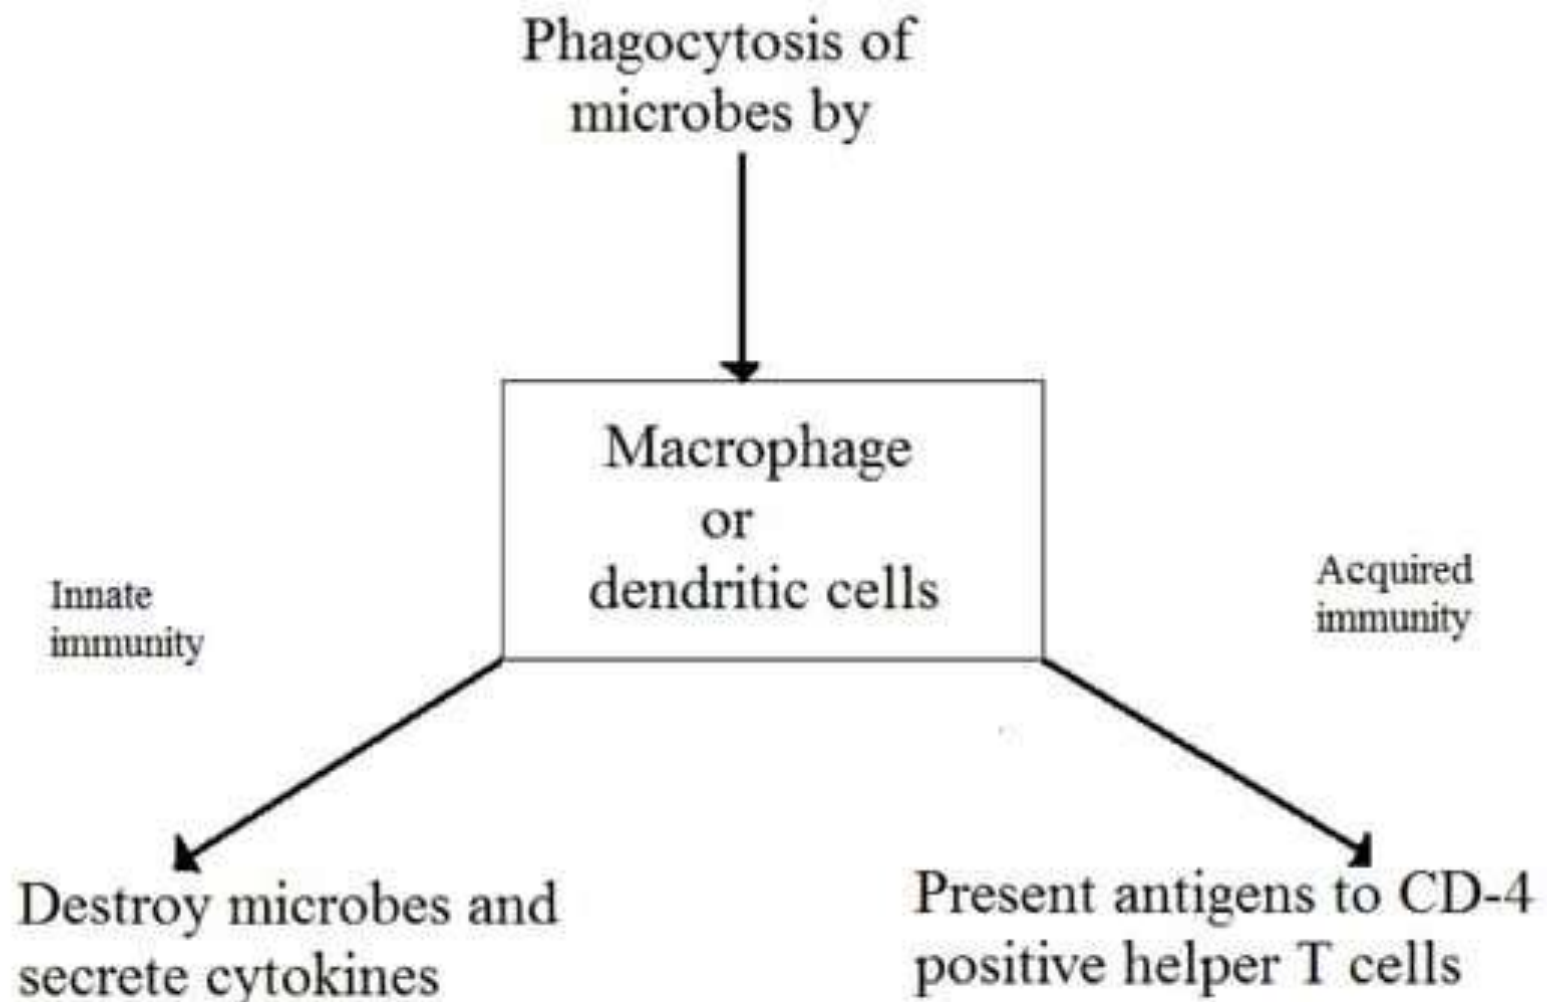 Phagocytosis of
microbes by
Macrophage
or
dendritic cells
Innate
immunity
Acquired
immunity
Destroy microbes and
secrete cytokines
Present antigens to CD-4
positive helper T cells